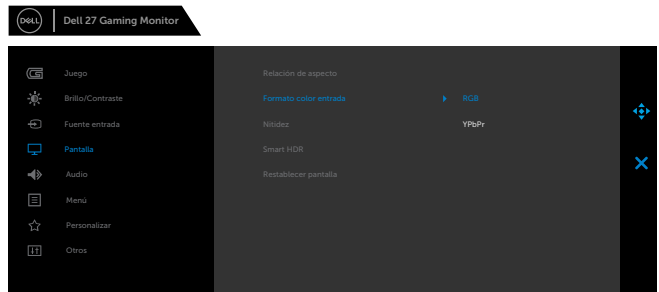 DELL Dell 27 Gaming Monitor
Juego
Brillo/Contraste
Fuente entrada
Pantalla
Audio
Menú
Personalizar
Otros
Relación de aspecto
Formato color entrada RGB
Nitidez YPbPr
Smart HDR
Restablecer pantalla